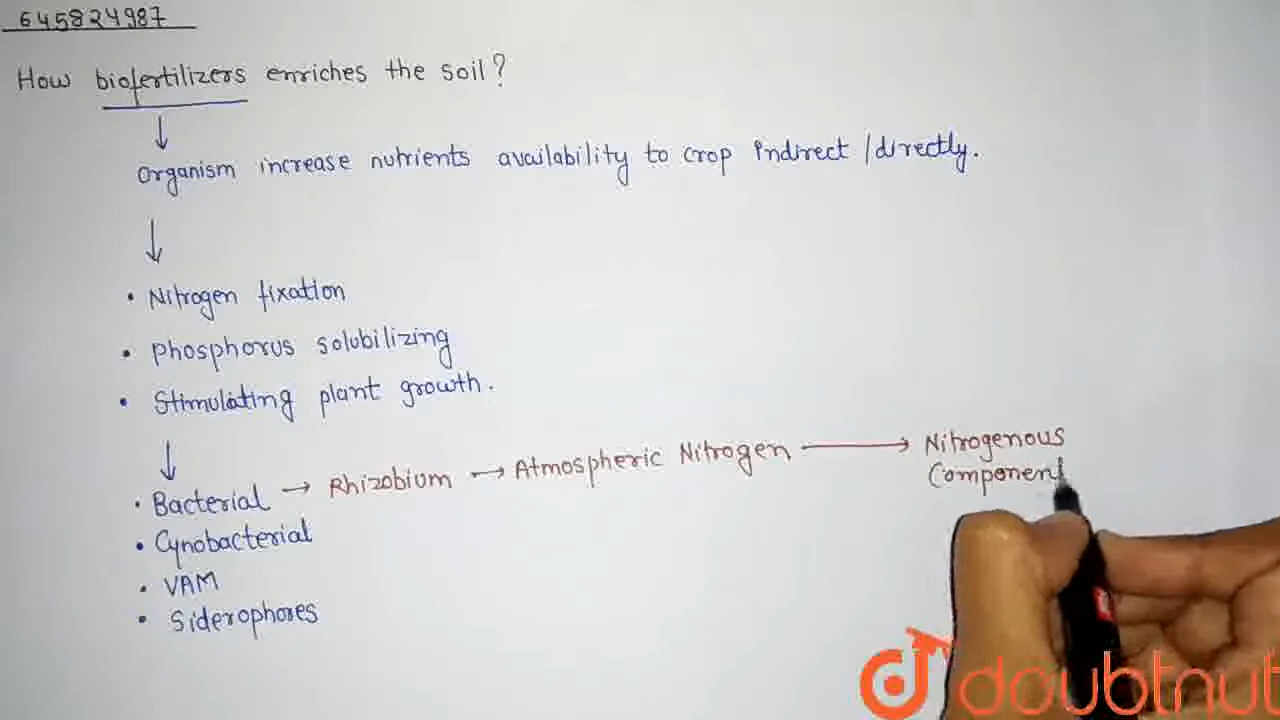 645824987
How biofertilizers enriches the soil?
↓
Organism increase nutrients availability to crop Indirect /directly.
↓
• Nitrogen fixation
• Phosphorus solubilizing
• Stimulating plant growth.
↓
• Bacterial → Rhizobium → Atmospheric Nitrogen → Nitrogenous
Component
• Cynobacterial
• VAM
• Siderophores
doubtnut